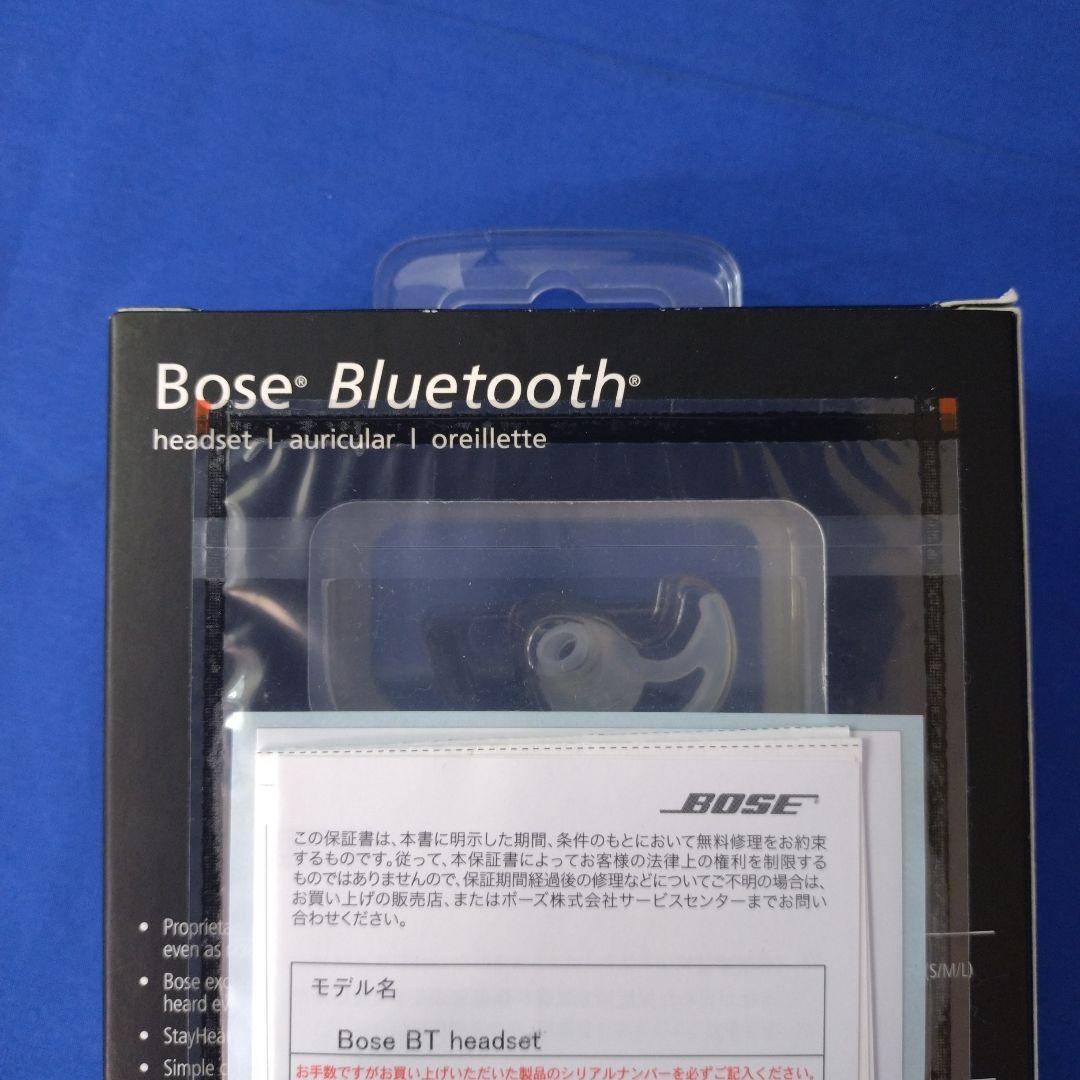 Bose® Bluetooth®
headset | auricular | oreillette
BOSE
この保証書は、本書に明示した期間、条件のもとにおいて無料修理をお約束
するものです。従って、本保証書によってお客様の法律上の権利を制限する
ものではありませんので、保証期間経過後の修理などについてご不明の場合は、
お買い上げの販売店、またはボーズ株式会社サービスセンターまでお問い
合わせください。
モデル名
Bose BT headset
お手数ですがお買い上げいただいた製品のシリアルナンバーを必ずご記入ください。
•
even as
• Bose
heard
•
• Simple
(S/M/L)